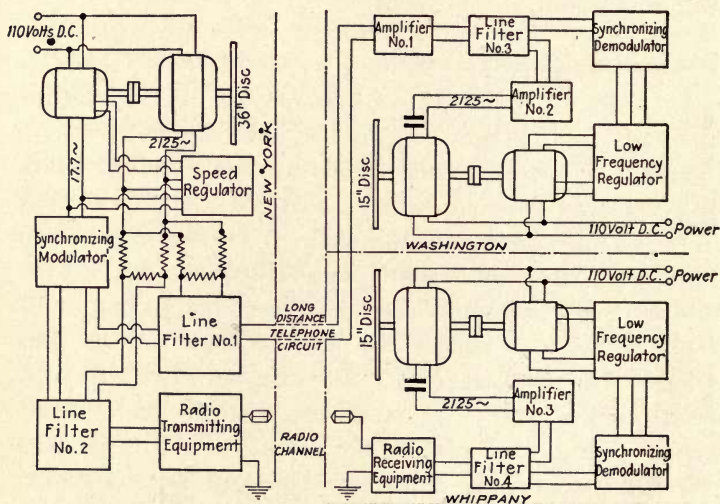 110 Volts D.C.
36" Disc
2125~
17.7~
Speed
Regulator
NEW YORK
Synchronizing
Modulator
Line
Filter No.1
Line
Filter
No.2
Radio
Transmitting
Equipment
LONG
DISTANCE
TELEPHONE
CIRCUIT
RADIO
CHANNEL
Amplifier
No.1
Line
Filter
No.3
Synchronizing
Demodulator
Amplifier
No.2
2125~
15" Disc
Low
Frequency
Regulator
110 Volt D.C. Power
WASHINGTON
110 Volt D.C. Power
15" Disc
Low
Frequency
Regulator
2125~
Amplifier
No.3
Radio
Receiving
Equipment
Line
Filter
No.4
Synchronizing
Demodulator
WHIPPANY